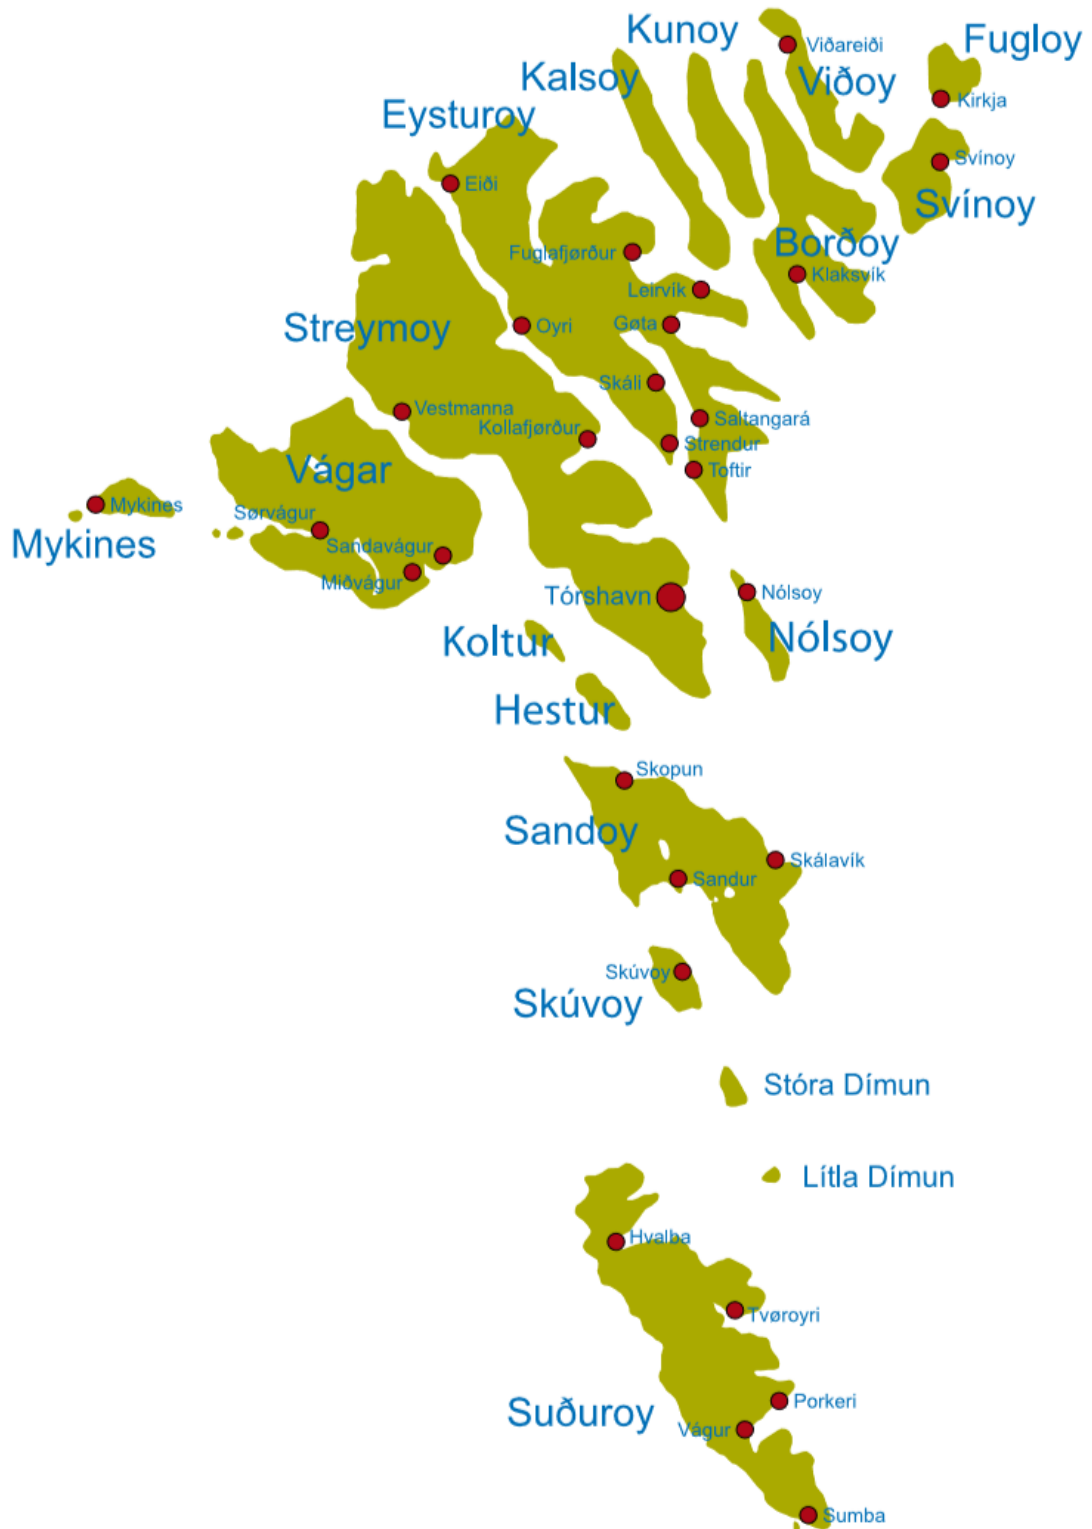 Kunoy
Fugloy
Viðareiði
Kalsoy
Viðoy
Kirkja
Eysturoy
Svínoy
Eiði
Svínoy
Borðoy
Fuglafjørður
Klaksvík
Leirvík
Streymoy
Oyri
Gøta
Skáli
Vestmanna
Saltangará
Kollafjørður
Strendur
Vágar
Toftir
Mykines
Sørvágur
Mykines
Sandavágur
Miðvágur
Tórshavn
Nólsoy
Koltur
Nólsoy
Hestur
Skopun
Sandoy
Skálavík
Sandur
Skúvoy
Skúvoy
Stóra Dímun
Lítla Dímun
Hvalba
Tvøroyri
Porkeri
Suðuroy
Vágur
Sumba